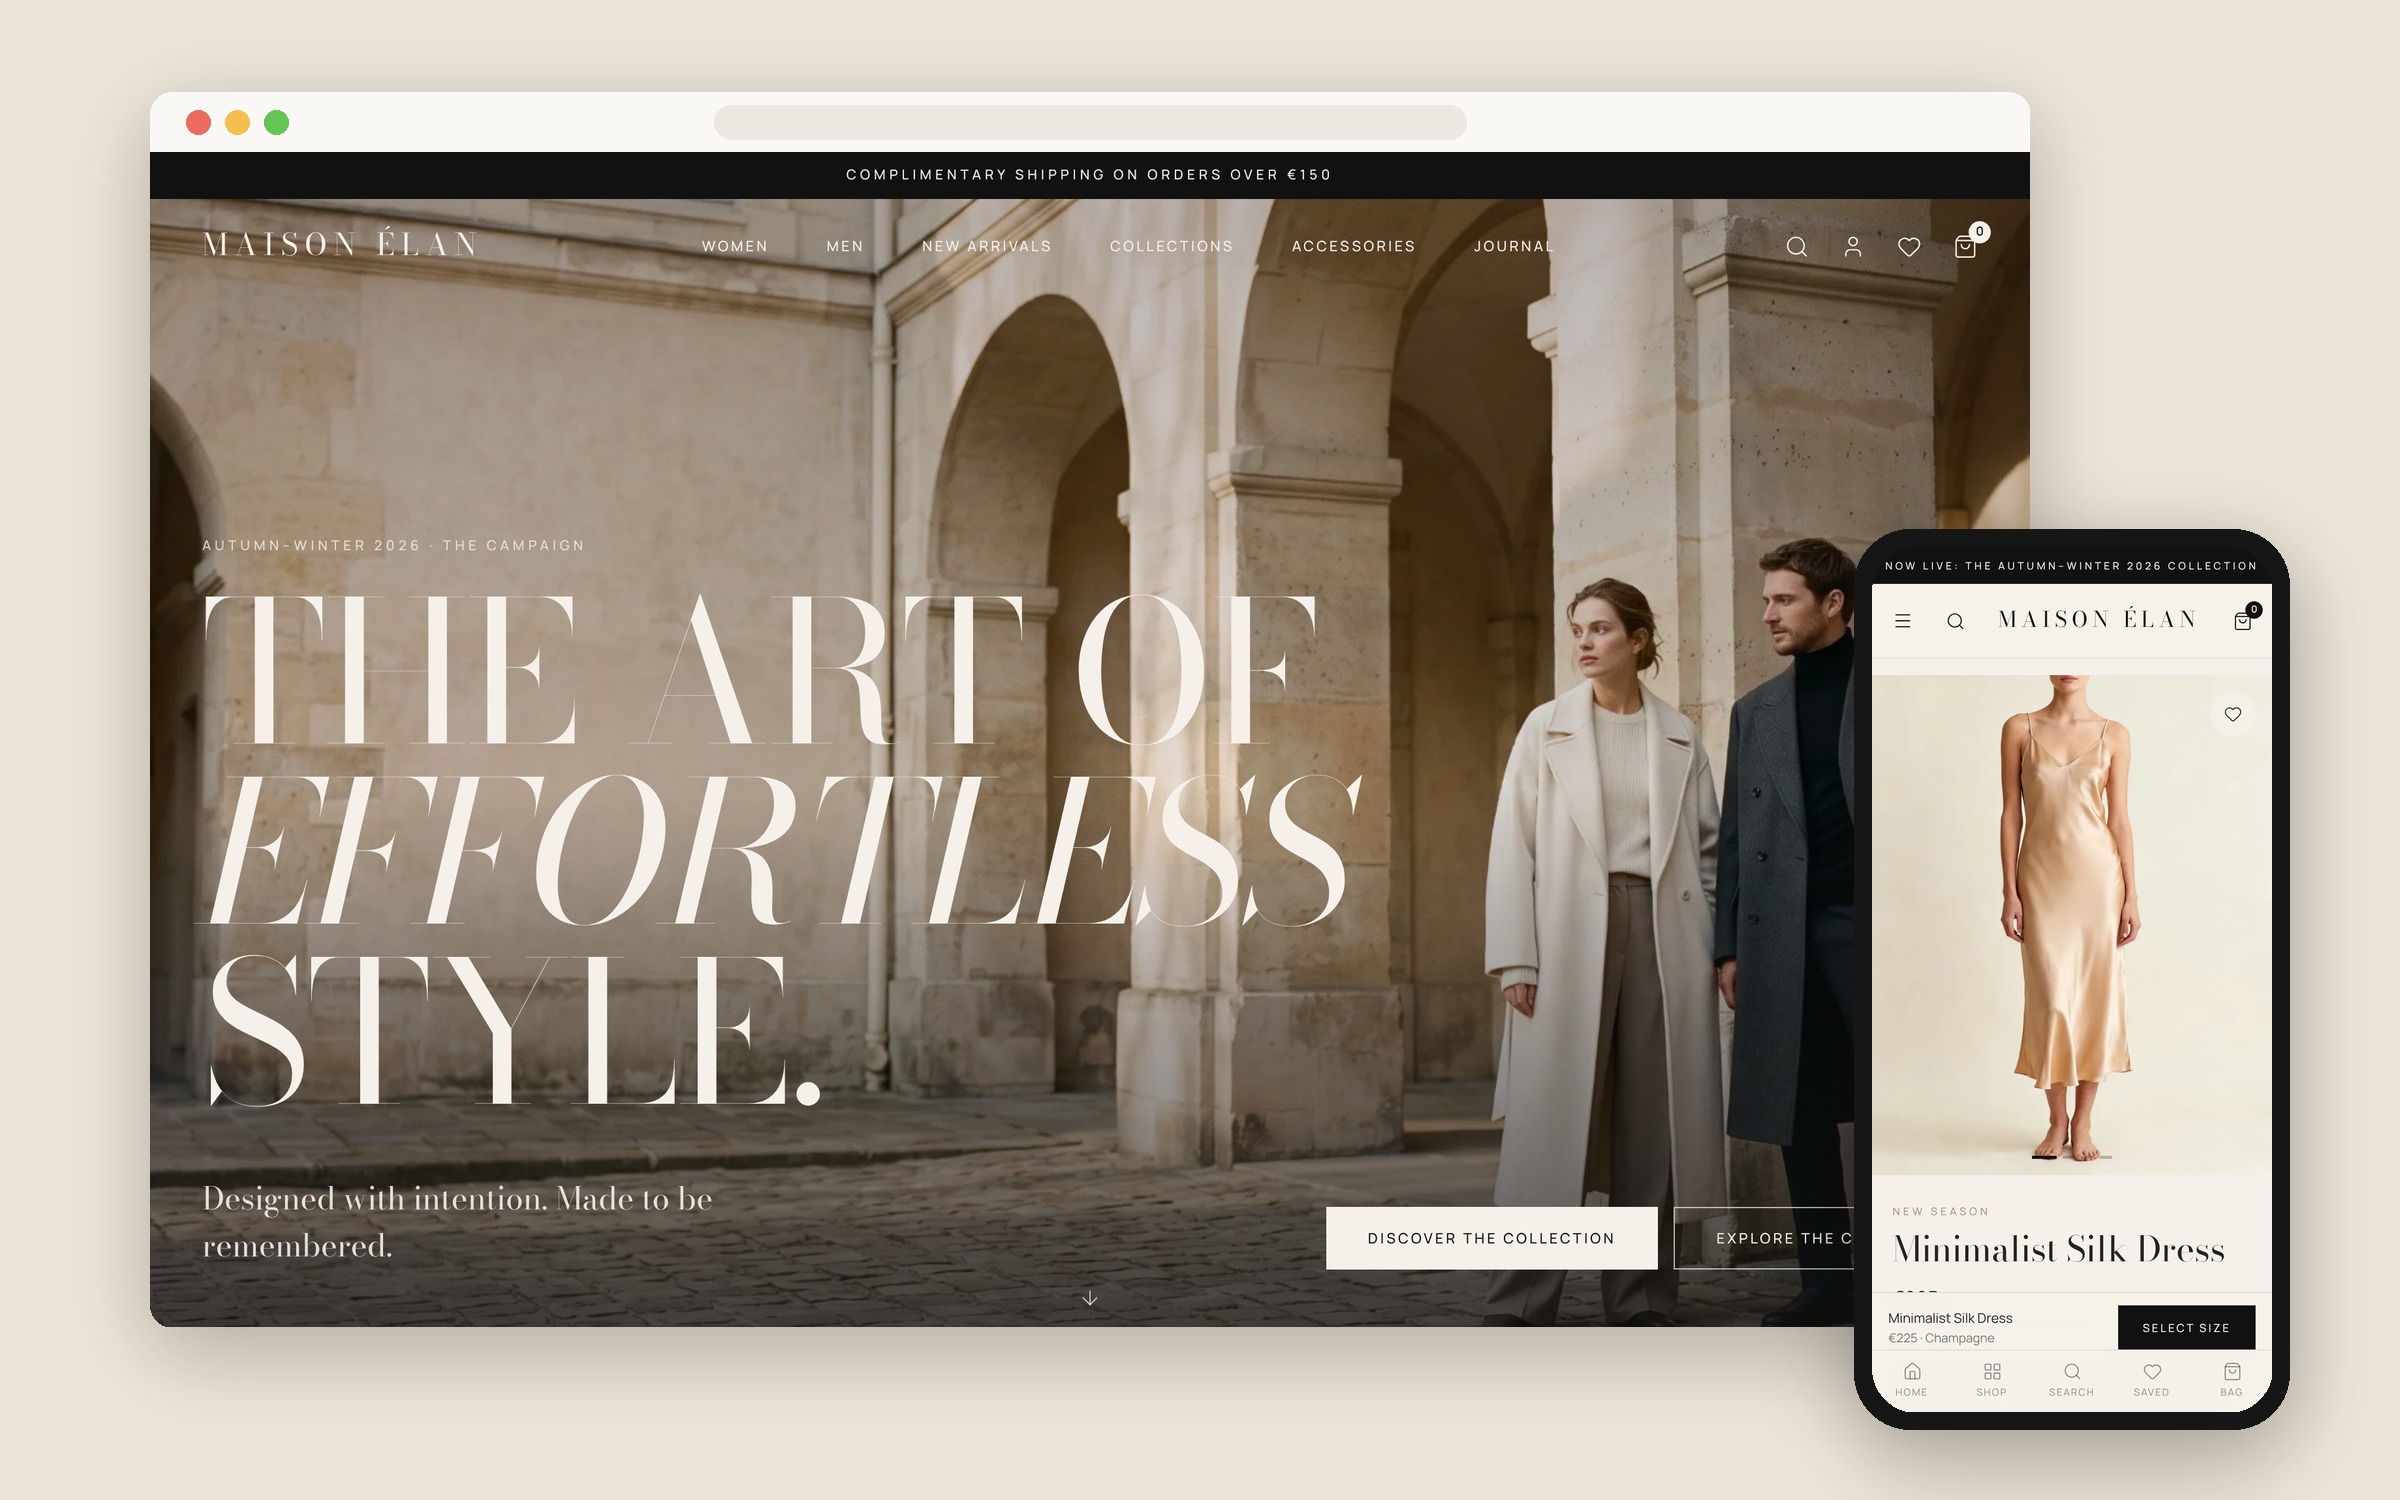 COMPLIMENTARY SHIPPING ON ORDERS OVER €150
MAISON ÉLAN
WOMEN
MEN
NEW ARRIVALS
COLLECTIONS
ACCESSORIES
JOURNAL
0
AUTUMN–WINTER 2026 · THE CAMPAIGN
THE ART OF
EFFORTLESS
STYLE.
Designed with intention. Made to be
remembered.
DISCOVER THE COLLECTION
EXPLORE THE C
NOW LIVE: THE AUTUMN–WINTER 2026 COLLECTION
MAISON ÉLAN
0
NEW SEASON
Minimalist Silk Dress
Minimalist Silk Dress
€225 · Champagne
SELECT SIZE
HOME
SHOP
SEARCH
SAVED
BAG